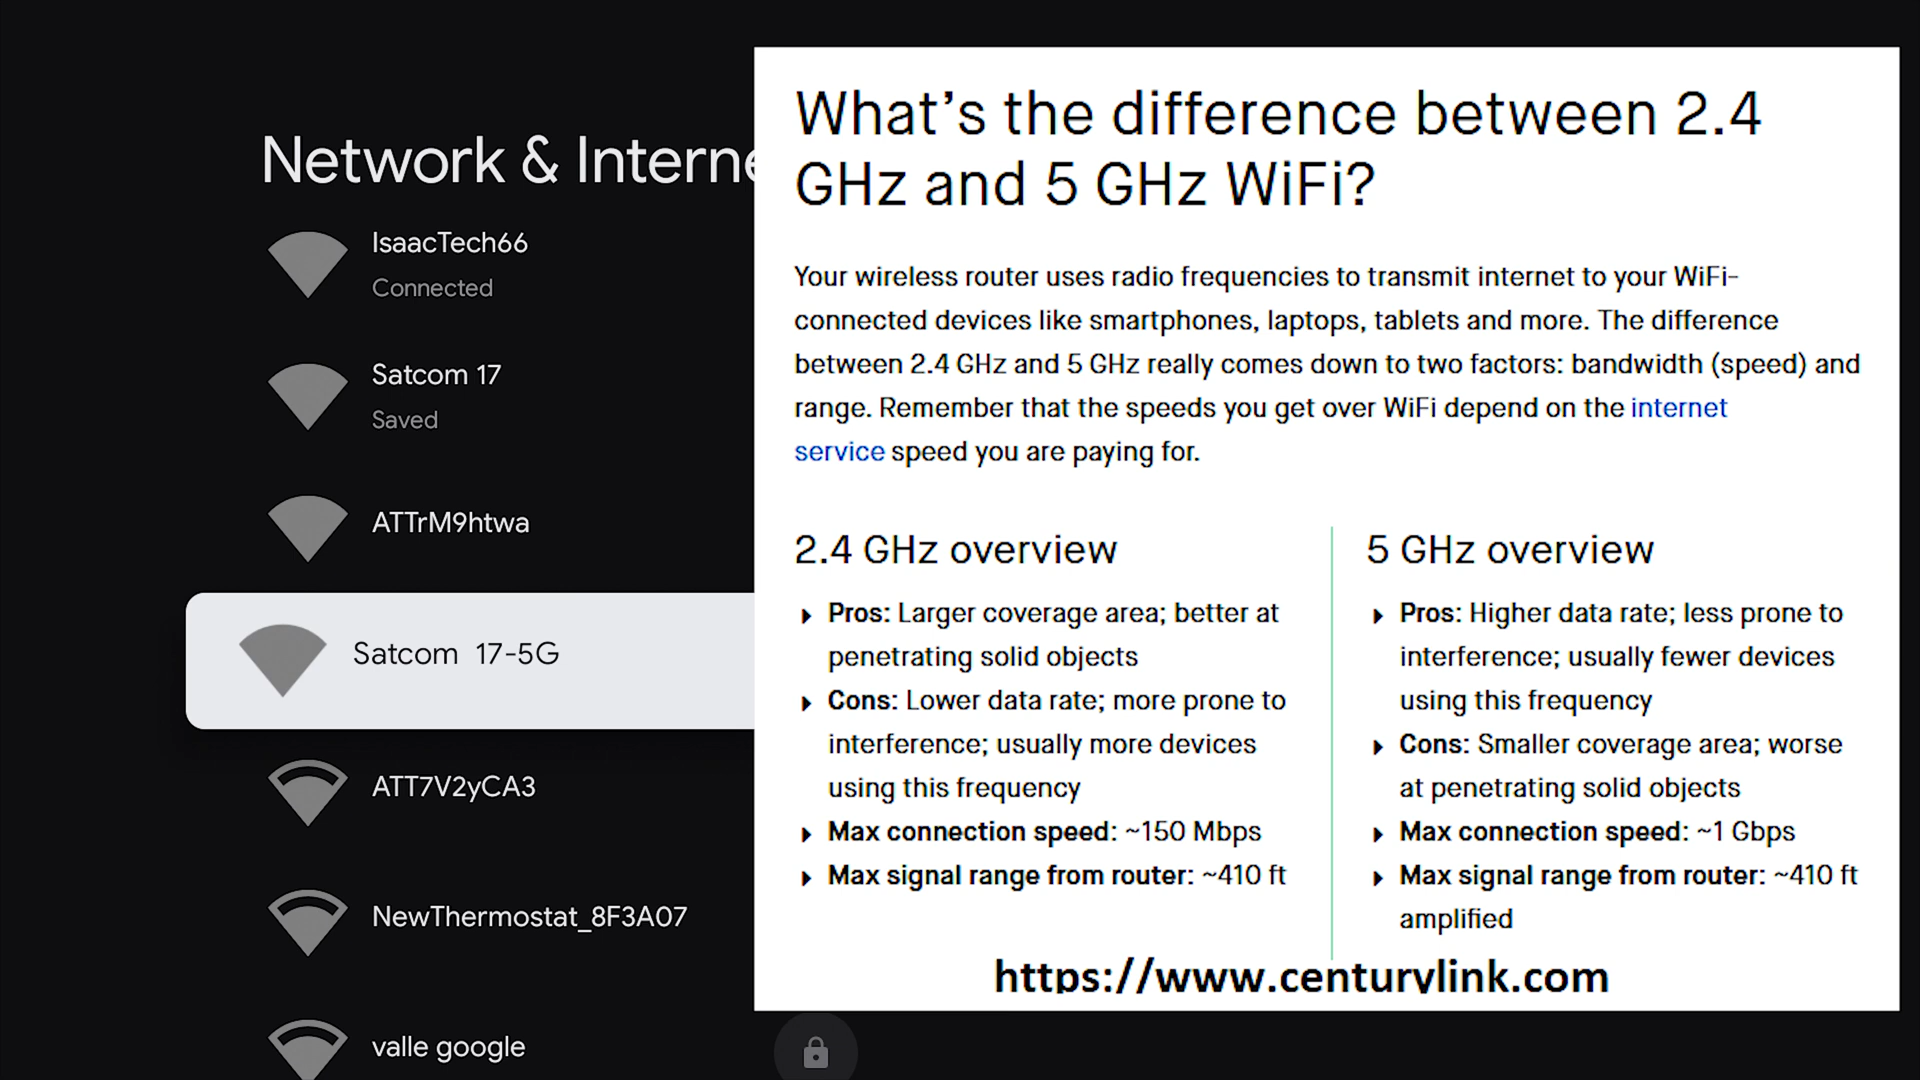 Network & Interne
IsaacTech66
Connected
Satcom 17
Saved
ATTrM9htwa
Satcom 17-5G
ATT7V2yCA3
NewThermostat_8F3A07
valle google
What's the difference between 2.4
GHz and 5 GHz WiFi?
Your wireless router uses radio frequencies to transmit internet to your WiFi-
connected devices like smartphones, laptops, tablets and more. The difference
between 2.4 GHz and 5 GHz really comes down to two factors: bandwidth (speed) and
range. Remember that the speeds you get over WiFi depend on the internet
service speed you are paying for.
2.4 GHz overview
Pros: Larger coverage area; better at
penetrating solid objects
Cons: Lower data rate; more prone to
interference; usually more devices
using this frequency
Max connection speed: ~150 Mbps
Max signal range from router: ~410 ft
5 GHz overview
Pros: Higher data rate; less prone to
interference; usually fewer devices
using this frequency
Cons: Smaller coverage area; worse
at penetrating solid objects
Max connection speed: ~1 Gbps
Max signal range from router: ~410 ft
amplified
https://www.centurylink.com